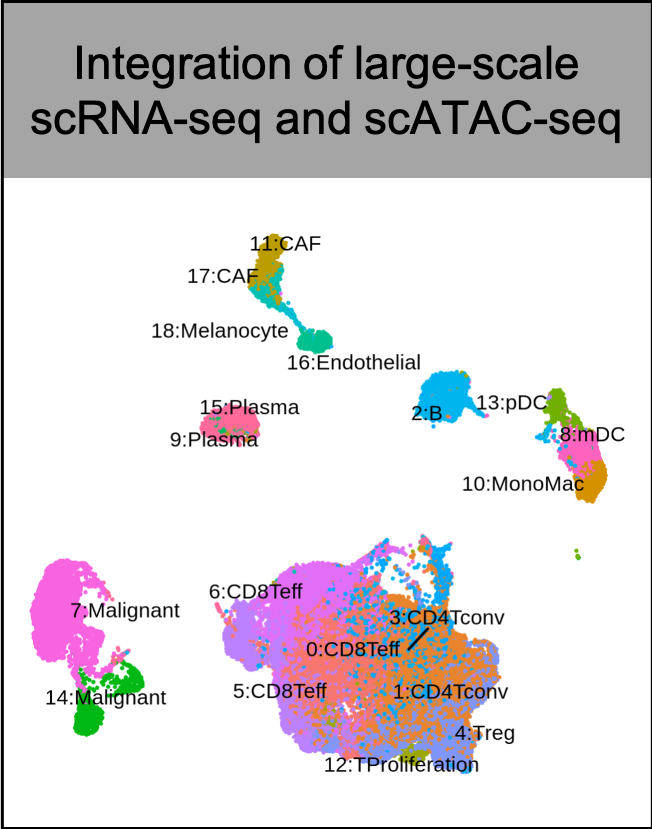 Integration of large-scale
scRNA-seq and scATAC-seq
11:CAF
17:CAF
18:Melanocyte
16:Endothelial
15:Plasma
9:Plasma
2:B
13:pDC
8:mDC
10:MonoMac
7:Malignant
14:Malignant
6:CD8Teff
3:CD4Tconv
0:CD8Teff
5:CD8Teff
1:CD4Tconv
4:Treg
12:TProliferation